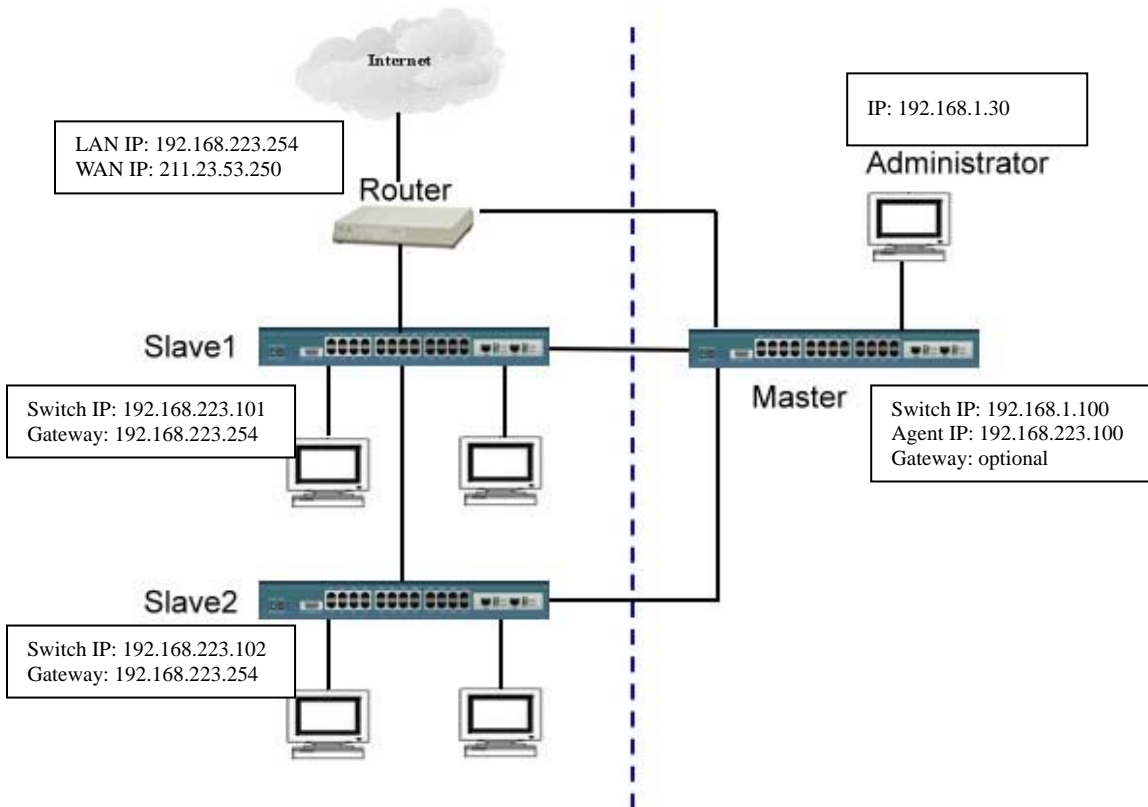 Internet
IP: 192.168.1.30
LAN IP: 192.168.223.254
WAN IP: 211.23.53.250
Administrator
Router
Slave1
Master
Switch IP: 192.168.223.101
Gateway: 192.168.223.254
Switch IP: 192.168.1.100
Agent IP: 192.168.223.100
Gateway: optional
Slave2
Switch IP: 192.168.223.102
Gateway: 192.168.223.254